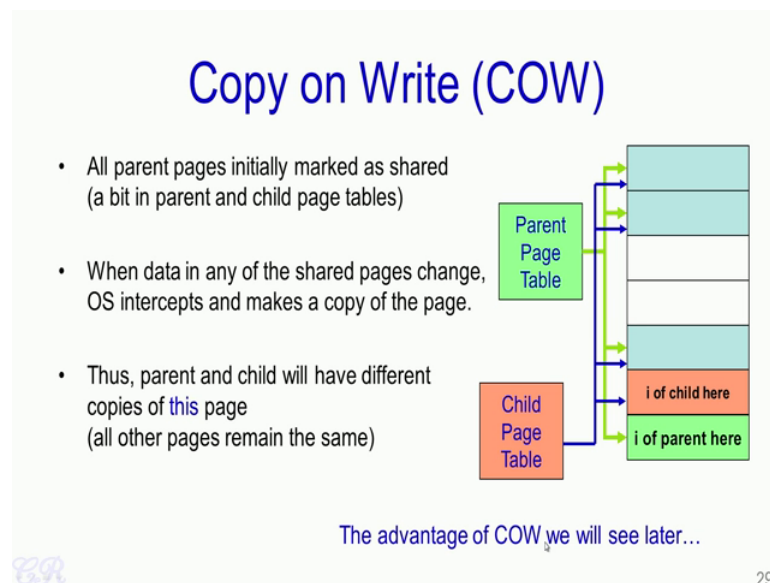 Copy on Write (COW)
• All parent pages initially marked as shared
(a bit in parent and child page tables)
• When data in any of the shared pages change,
OS intercepts and makes a copy of the page.
• Thus, parent and child will have different
copies of this page
(all other pages remain the same)
Parent
Page
Table
Child
Page
Table
i of child here
i of parent here
The advantage of COW we will see later…